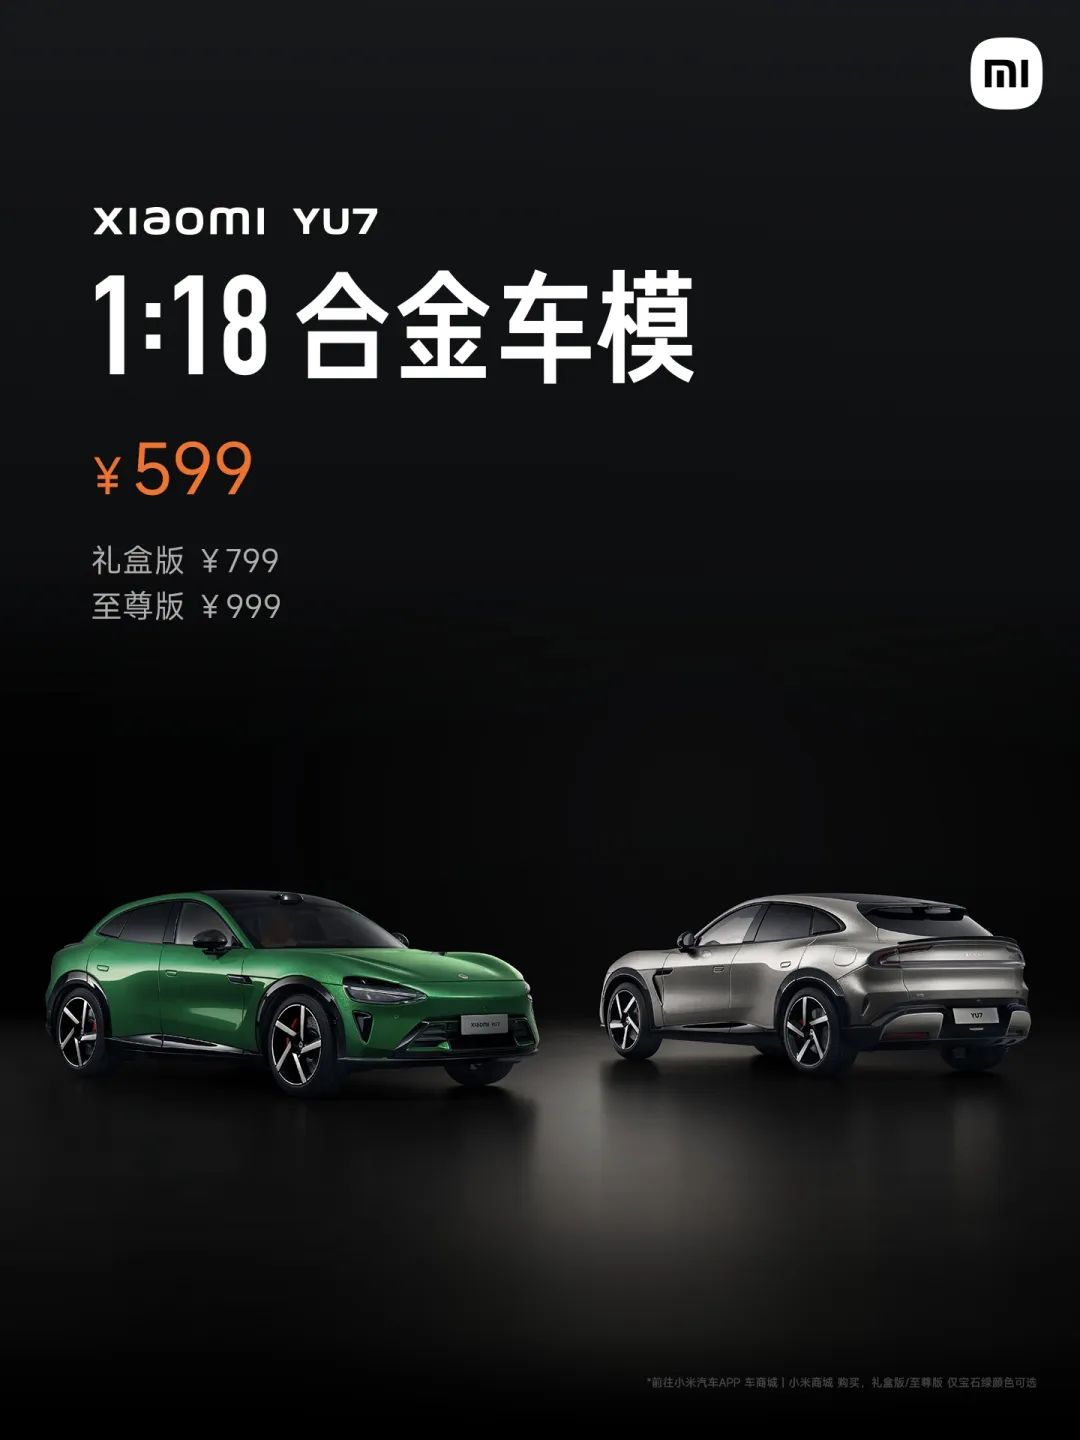 mi
xiaomi YU7
1:18 合金车模
¥ 599
礼盒版 ¥ 799
至尊版 ¥ 999
XIAOMI YU7
YU7
*前往小米汽车APP 车商城 | 小米商城 购买，礼盒版/至尊版 仅宝石绿颜色可选